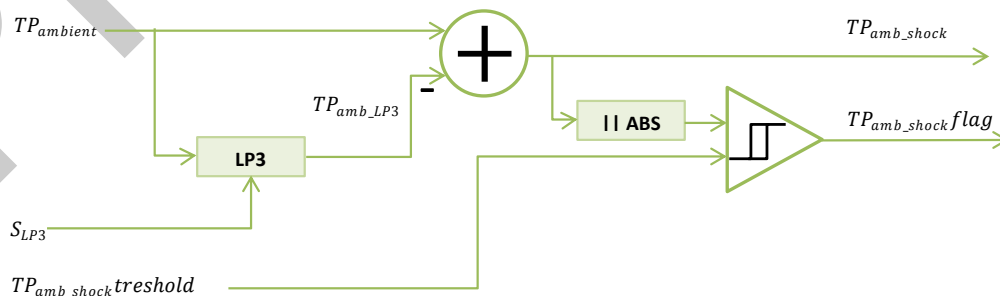 TP_ambient
TP_amb_shock
-
TP_amb_LP3
|| ABS
TP_amb_shock flag
LP3
S_LP3
TP_amb shock treshold